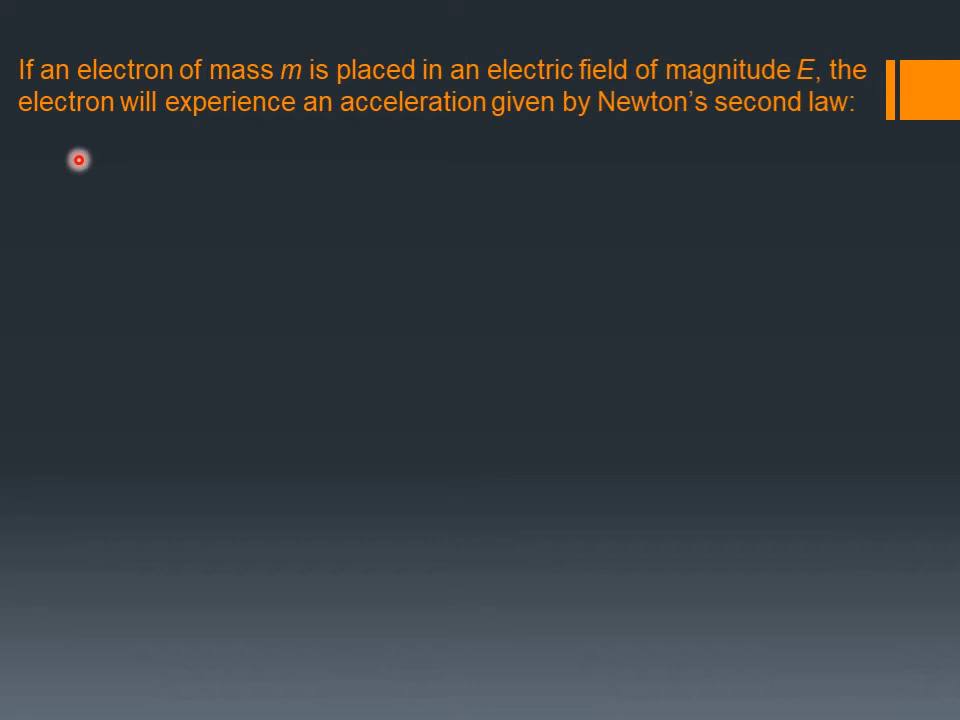 If an electron of mass m is placed in an electric field of magnitude E, the
electron will experience an acceleration given by Newton’s second law: